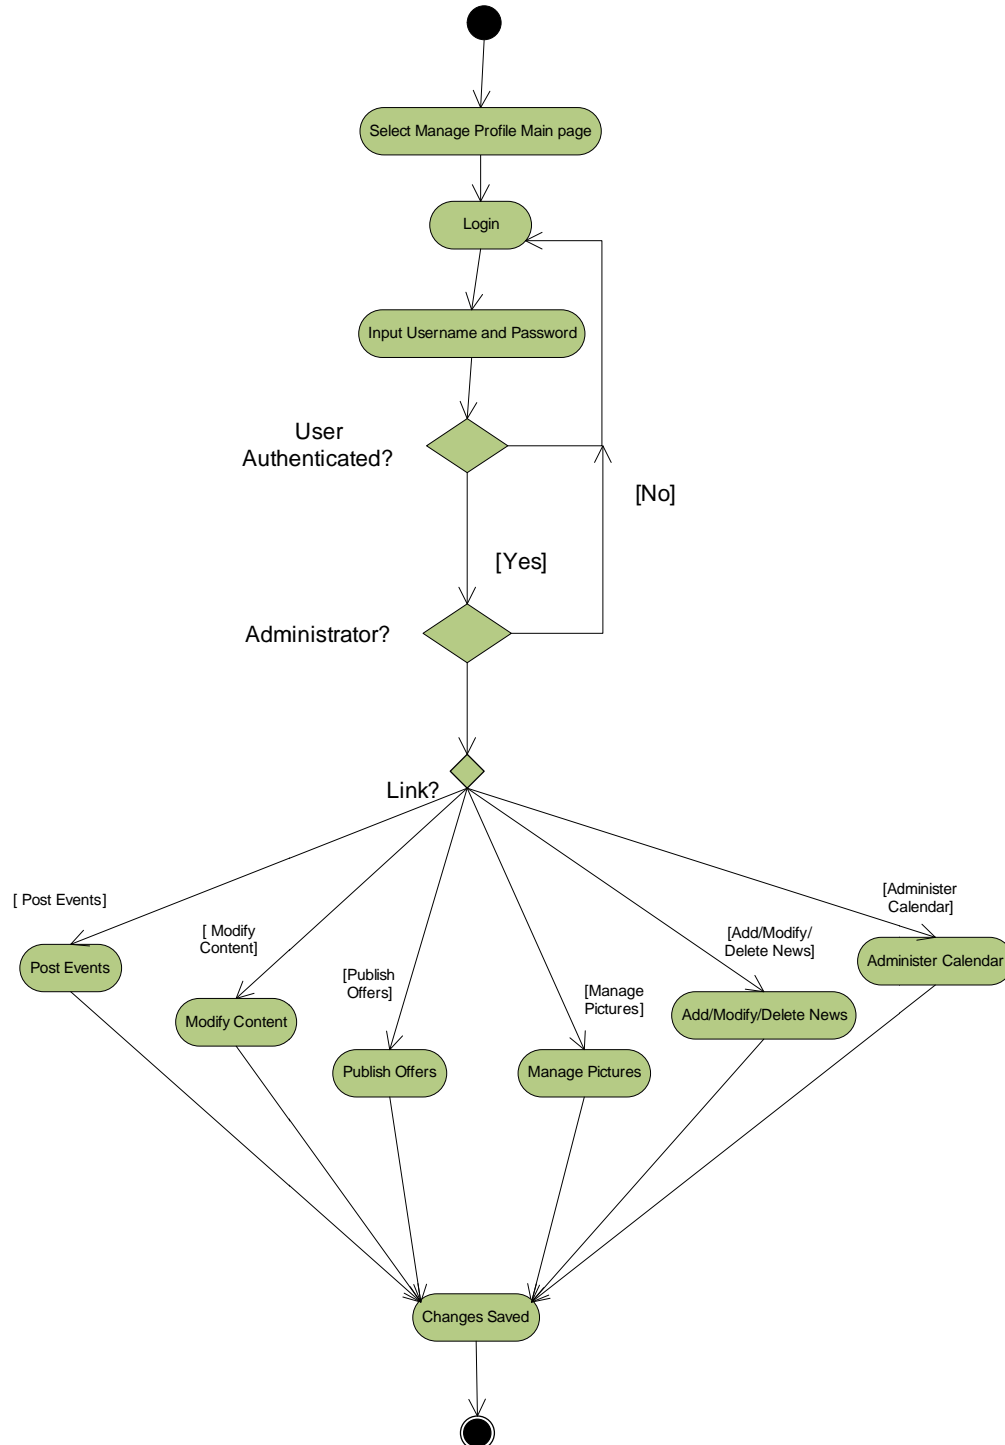 Select Manage Profile Main page
Login
Input Username and Password
User
Authenticated?
[No]
[Yes]
Administrator?
Link?
[ Post Events]
[ Modify
Content]
[Publish
Offers]
[Manage
Pictures]
[Add/Modify/
Delete News]
[Administer
Calendar]
Post Events
Modify Content
Publish Offers
Manage Pictures
Add/Modify/Delete News
Administer Calendar
Changes Saved